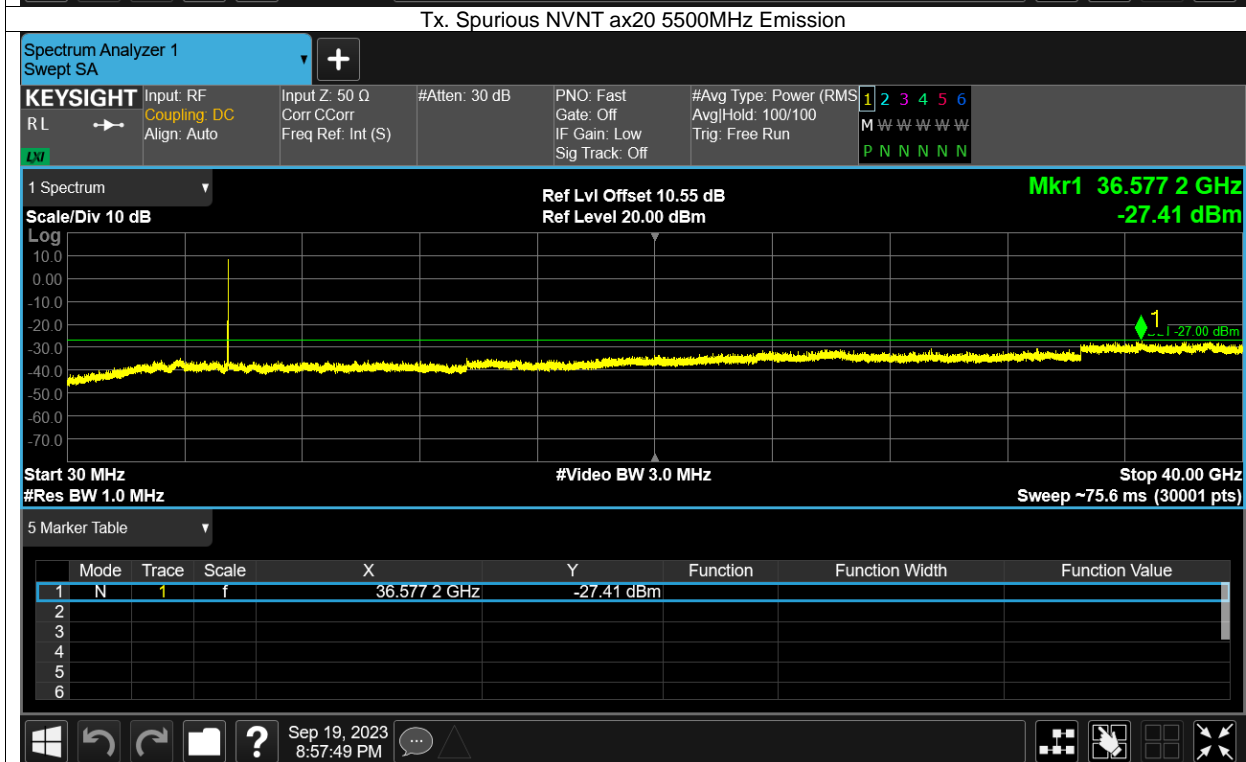 Tx. Spurious NVNT ax20 5500MHz Emission
Spectrum Analyzer 1
Swept SA
KEYSIGHT
RL
LXI
Input: RF
Coupling: DC
Align: Auto
Input Z: 50 Ω
Corr CCorr
Freq Ref: Int (S)
#Atten: 30 dB
PNO: Fast
Gate: Off
IF Gain: Low
Sig Track: Off
#Avg Type: Power (RMS
Avg|Hold: 100/100
Trig: Free Run
1 2 3 4 5 6
M W W W W W
P N N N N N
1 Spectrum
Scale/Div 10 dB
Ref Lvl Offset 10.55 dB
Ref Level 20.00 dBm
Mkr1 36.577 2 GHz
-27.41 dBm
Log
10.0
0.00
-10.0
-20.0
-30.0
-40.0
-50.0
-60.0
-70.0
1
-27.00 dBm
Start 30 MHz
#Video BW 3.0 MHz
Stop 40.00 GHz
#Res BW 1.0 MHz
Sweep ~75.6 ms (30001 pts)
5 Marker Table
Mode Trace Scale X Y Function Function Width Function Value
1 N 1 f 36.577 2 GHz -27.41 dBm
2
3
4
5
6
?
Sep 19, 2023
8:57:49 PM